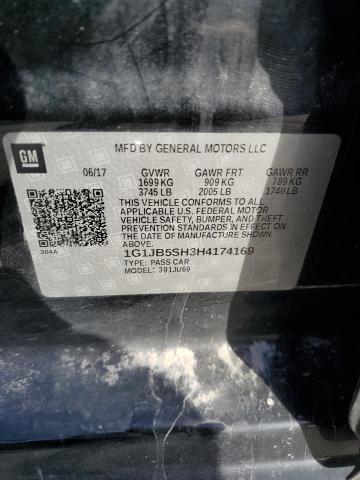 GM
MFD BY GENERAL MOTORS LLC
06/17 GVWR GAWR FRT GAWR RR
1699 KG 909 KG 789 KG
3745 LB 2005 LB 1740 LB
THIS VEHICLE CONFORMS TO ALL
APPLICABLE U.S. FEDERAL MOTOR
VEHICLE SAFETY, BUMPER, AND THEFT
PREVENTION STANDARDS IN EFFECT ON THE
DATE OF MANUFACTURE SHOWN ABOVE.
304A
1G1JB5SH3H4174169
TYPE: PASS CAR
MODEL: 391JU69